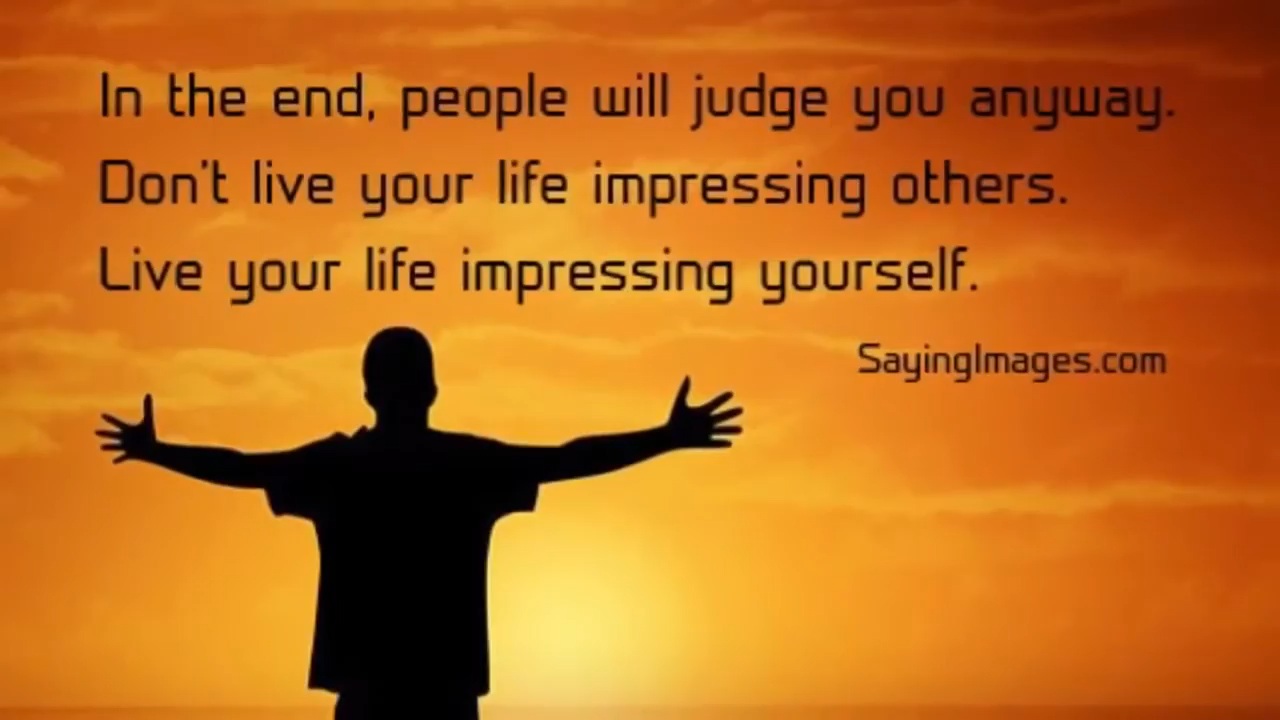 In the end, people will judge you anyway.
Don't live your life impressing others.
Live your life impressing yourself.
SayingImages.com